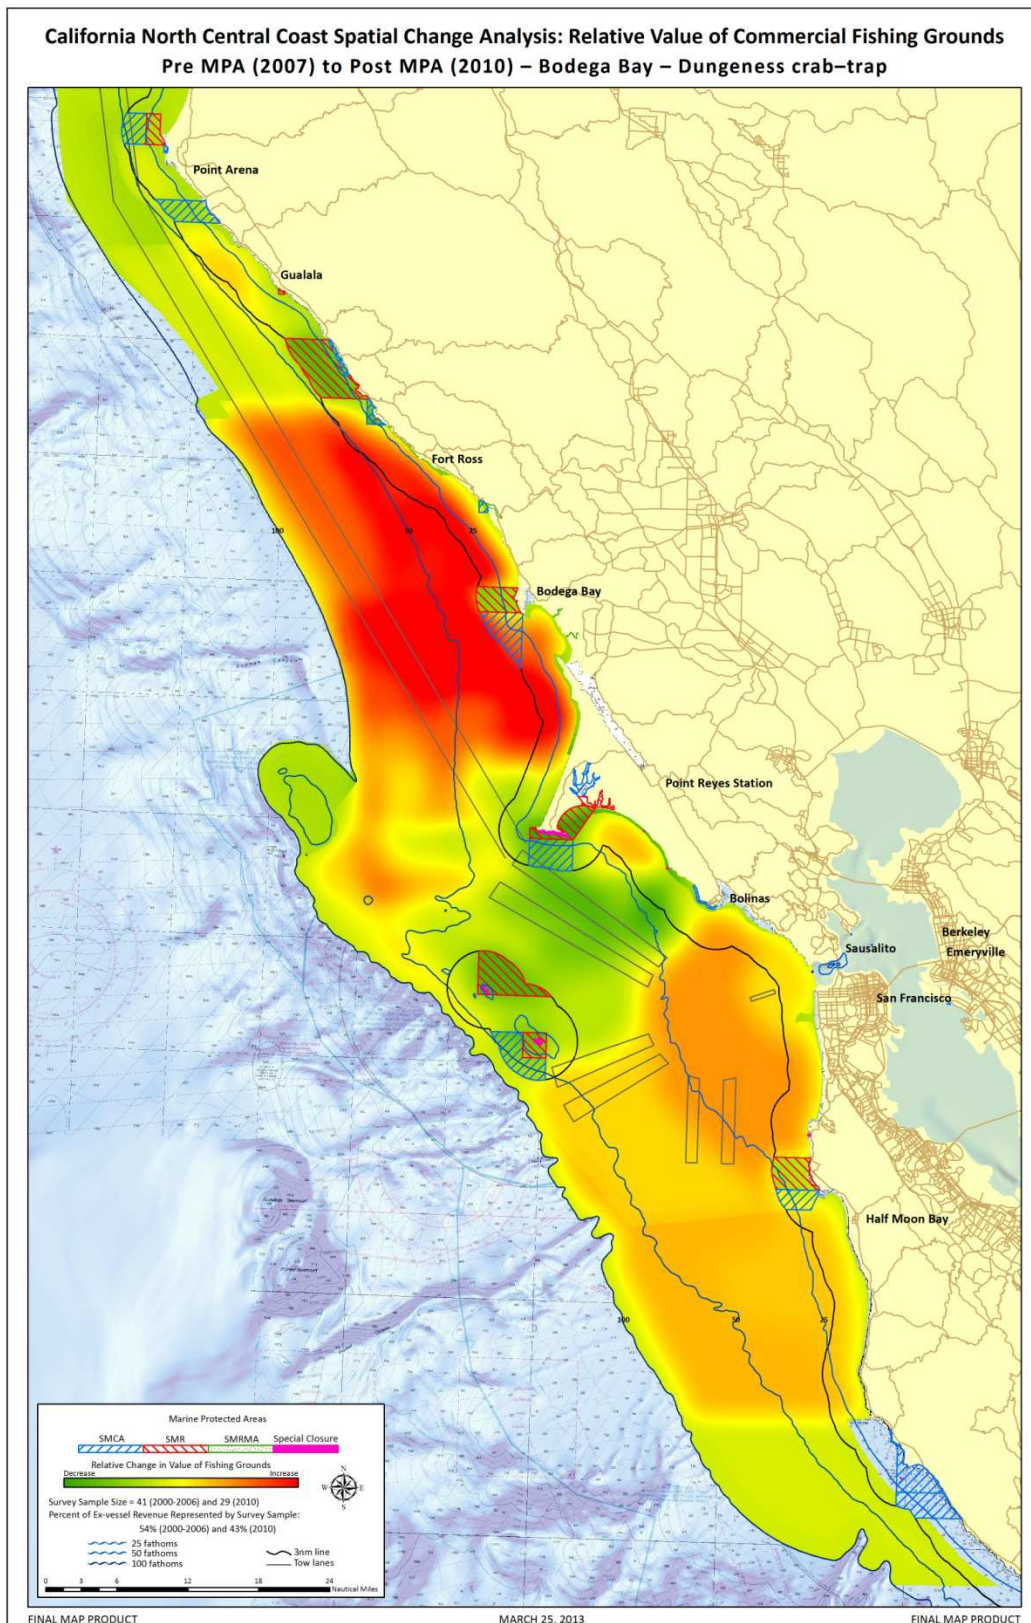 California North Central Coast Spatial Change Analysis: Relative Value of Commercial Fishing Grounds
Pre MPA (2007) to Post MPA (2010) – Bodega Bay – Dungeness crab–trap
Point Arena
Gualala
Fort Ross
100
50
25
Bodega Bay
Point Reyes Station
Bolinas
Berkeley
Sausalito
Emeryville
San Francisco
Half Moon Bay
100
50
25
Marine Protected Areas
SMCA
SMR
SMRMA
Special Closure
Relative Change in Value of Fishing Grounds
Decrease
Increase
N
W
E
S
Survey Sample Size = 41 (2000-2006) and 29 (2010)
Percent of Ex-vessel Revenue Represented by Survey Sample:
54% (2000-2006) and 43% (2010)
25 fathoms
50 fathoms
100 fathoms
3nm line
Tow lanes
0 3 6 12 18 24
Nautical Miles
FINAL MAP PRODUCT
MARCH 25, 2013
FINAL MAP PRODUCT